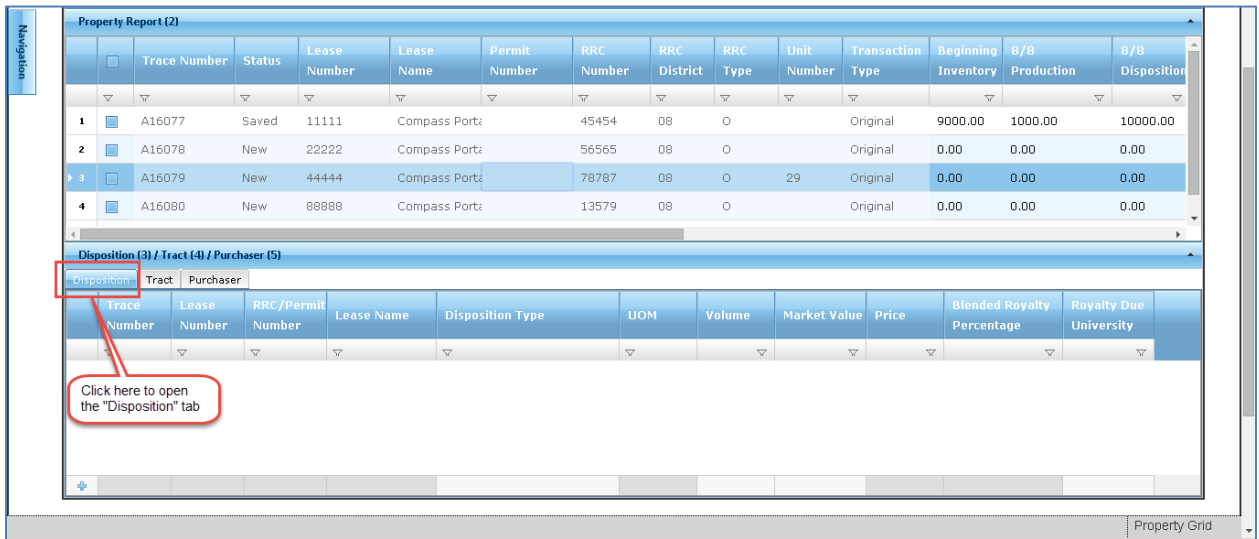 Navigation
Property Report (2)
Trace Number Status Lease Number Lease Name Permit Number RRC Number RRC District RRC Type Unit Number Transaction Type Beginning Inventory 8/8 Production 8/8 Disposition
1 A16077 Saved 11111 Compass Porta 45454 08 O Original 9000.00 1000.00 10000.00
2 A16078 New 22222 Compass Porta 56565 08 O Original 0.00 0.00 0.00
3 A16079 New 44444 Compass Porta 78787 08 O 29 Original 0.00 0.00 0.00
4 A16080 New 88888 Compass Porta 13579 08 O Original 0.00 0.00 0.00
Disposition (3) / Tract (4) / Purchaser (5)
Disposition Tract Purchaser
Trace Number Lease Number RRC/Permit Number Lease Name Disposition Type UOM Volume Market Value Price Blended Royalty Percentage Royalty Due University
Click here to open
the "Disposition" tab
Property Grid